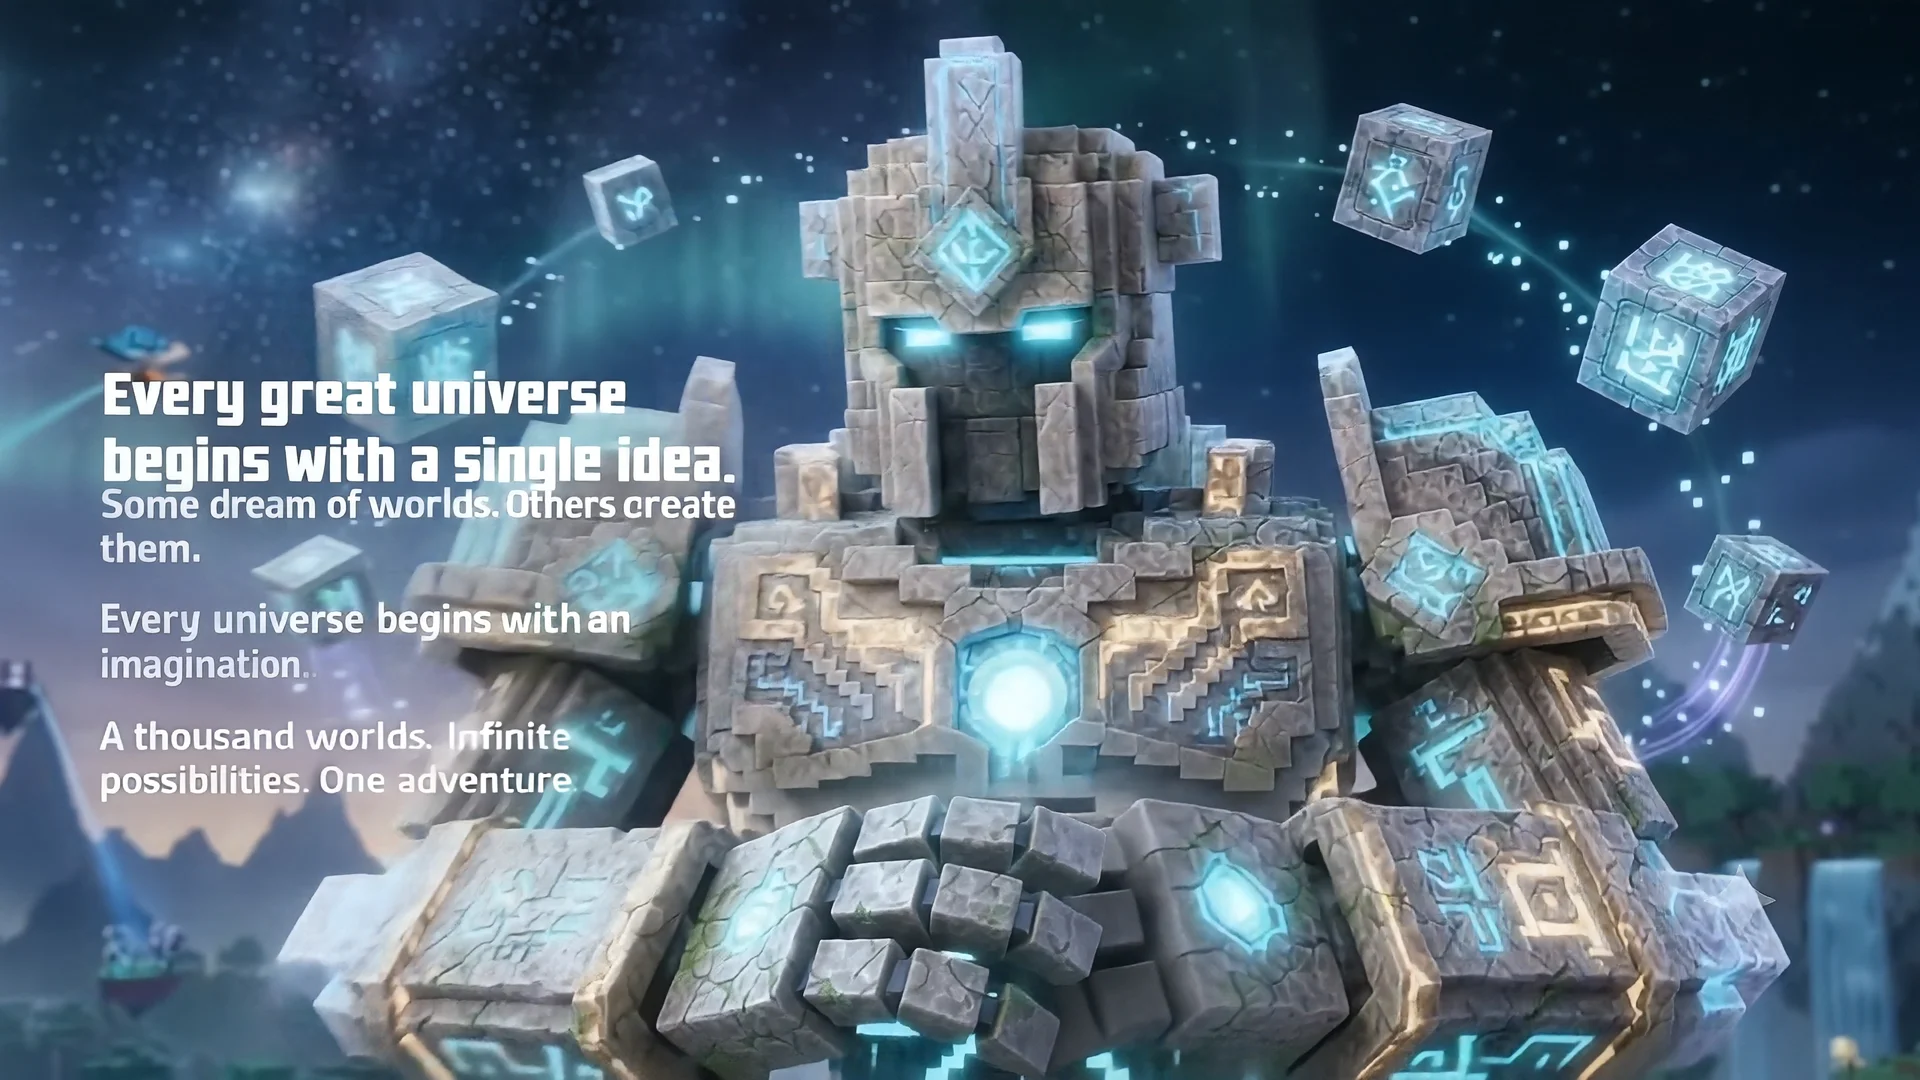 Every great universe
begins with a single idea.
Some dream of worlds. Others create
them.
Every universe begins with an
imagination..
A thousand worlds. Infinite
possibilities. One adventure.